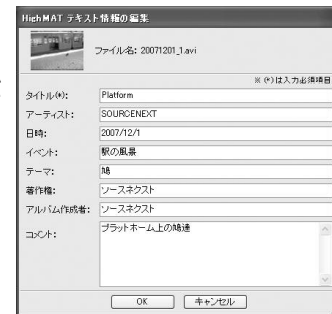 HighMAT テキスト情報の編集
ファイル名: 20071201_1.avi
※ (*)は入力必須項目
タイトル(*): Platform
アーティスト: SOURCENEXT
日時: 2007/12/1
イベント: 駅の風景
テーマ: 鳩
著作権: ソースネクスト
アルバム作成者: ソースネクスト
コメント: プラットホーム上の鳩達
OK キャンセル